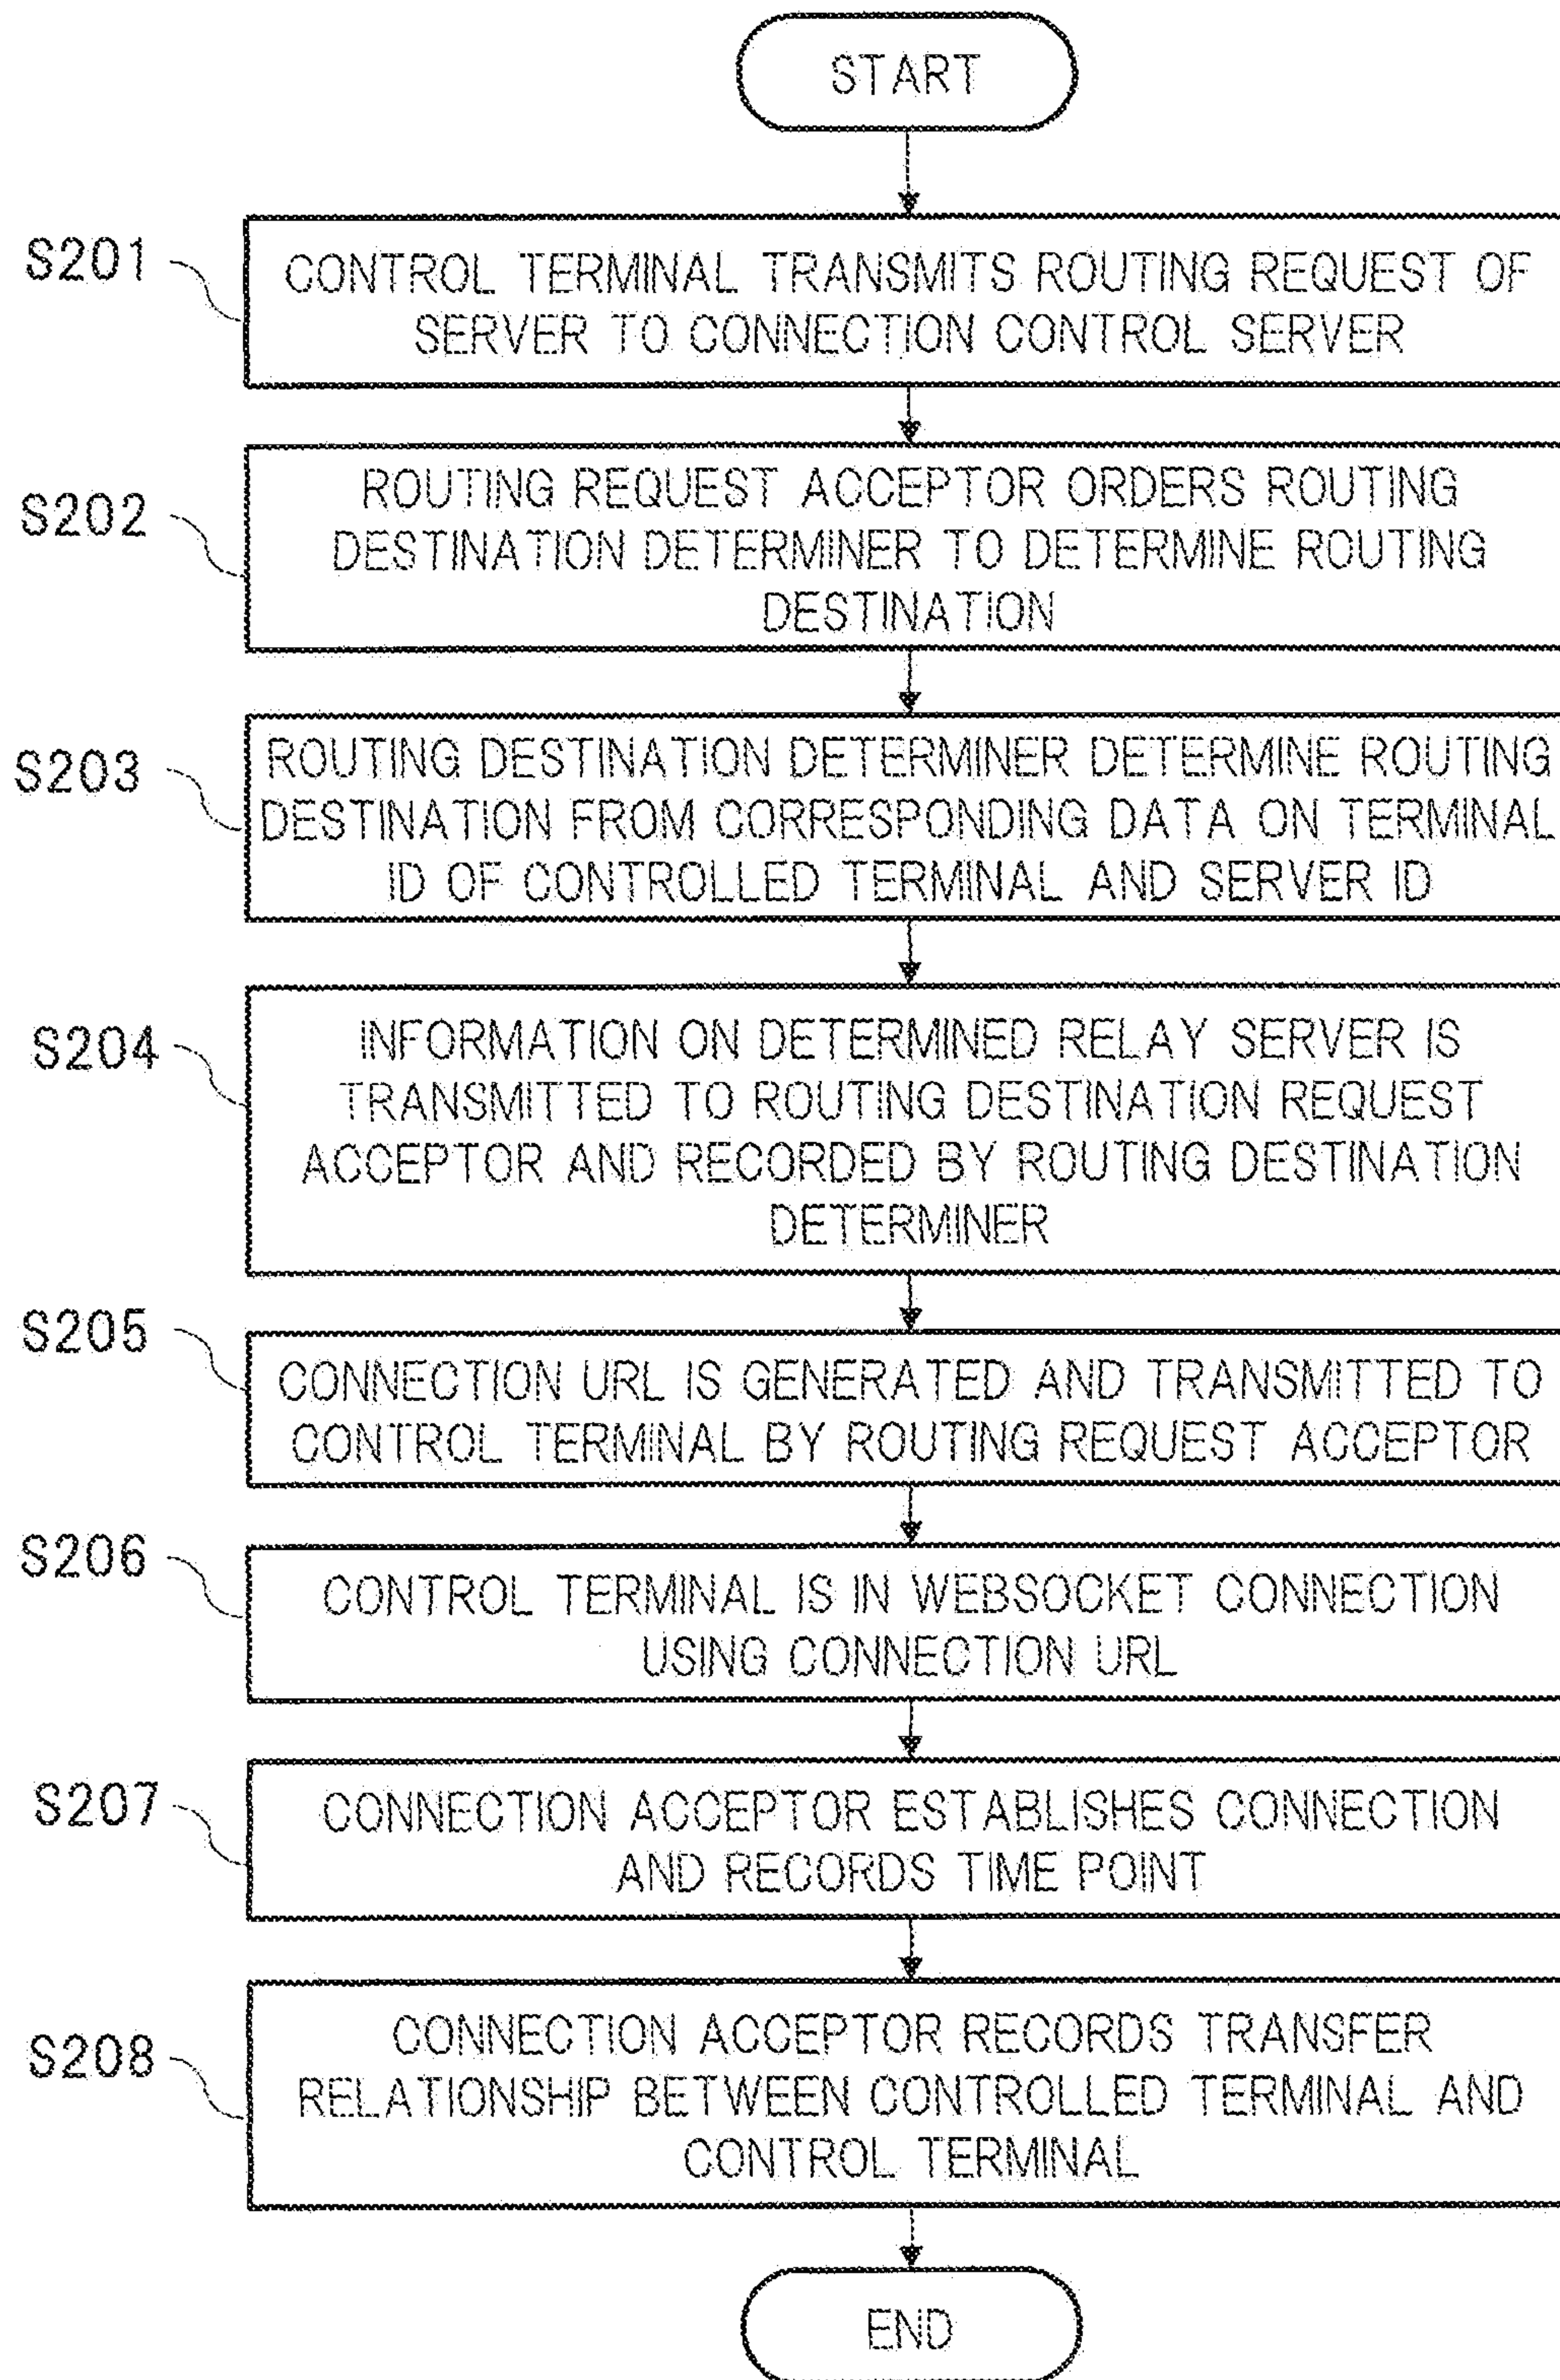 START
S201
CONTROL TERMINAL TRANSMITS ROUTING REQUEST OF
SERVER TO CONNECTION CONTROL SERVER
S202
ROUTING REQUEST ACCEPTOR ORDERS ROUTING
DESTINATION DETERMINER TO DETERMINE ROUTING
DESTINATION
S203
ROUTING DESTINATION DETERMINER DETERMINE ROUTING
DESTINATION FROM CORRESPONDING DATA ON TERMINAL
ID OF CONTROLLED TERMINAL AND SERVER ID
S204
INFORMATION ON DETERMINED RELAY SERVER IS
TRANSMITTED TO ROUTING DESTINATION REQUEST
ACCEPTOR AND RECORDED BY ROUTING DESTINATION
DETERMINER
S205
CONNECTION URL IS GENERATED AND TRANSMITTED TO
CONTROL TERMINAL BY ROUTING REQUEST ACCEPTOR
S206
CONTROL TERMINAL IS IN WEBSOCKET CONNECTION
USING CONNECTION URL
S207
CONNECTION ACCEPTOR ESTABLISHES CONNECTION
AND RECORDS TIME POINT
S208
CONNECTION ACCEPTOR RECORDS TRANSFER
RELATIONSHIP BETWEEN CONTROLLED TERMINAL AND
CONTROL TERMINAL
END